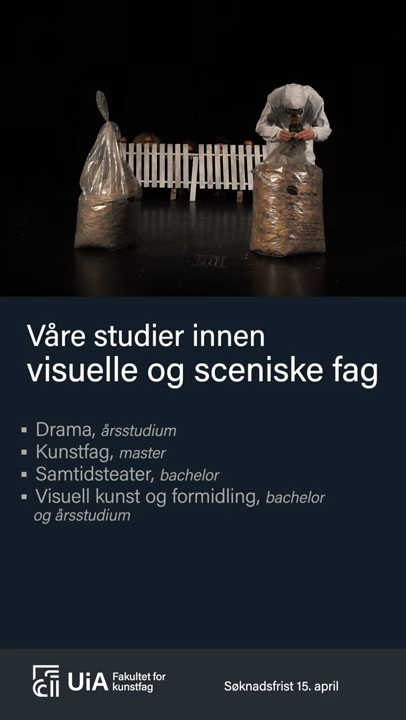 Våre studier innen
visuelle og sceniske fag
▪ Drama, årsstudium
▪ Kunstfag, master
▪ Samtidsteater, bachelor
▪ Visuell kunst og formidling, bachelor
og årsstudium
UiA Fakultet for
kunstfag
Søknadsfrist 15. april